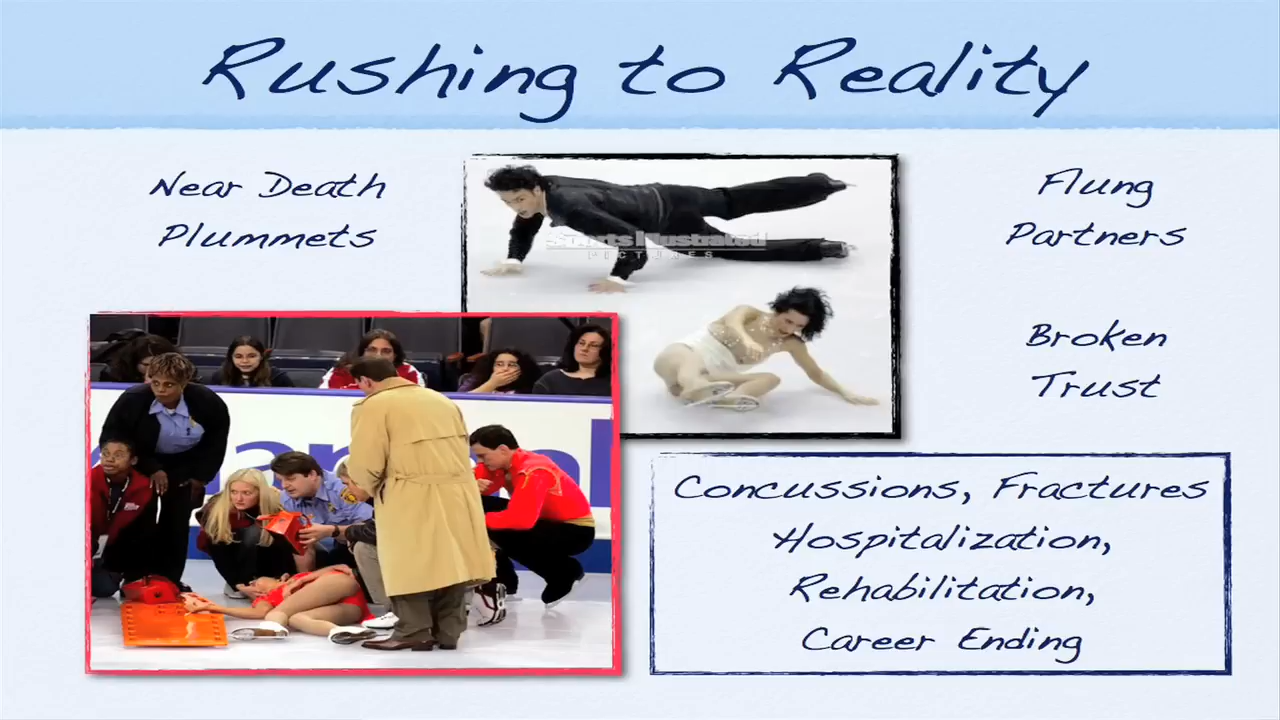 Rushing to Reality
Near Death
Plummets
Flung
Partners
Broken
Trust
Sports Illustrated
PICTURES
Concussions, Fractures
Hospitalization,
Rehabilitation,
Career Ending